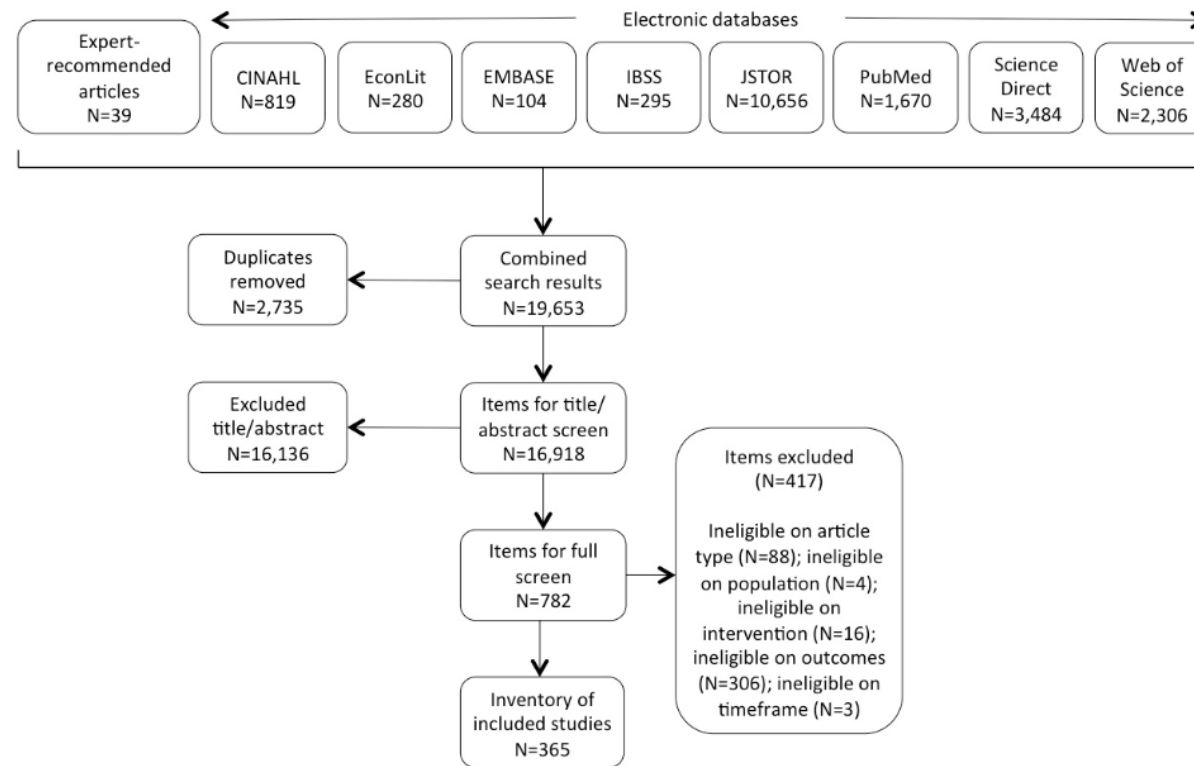 Electronic databases
Expert-
recommended
articles
N=39
CINAHL
N=819
EconLit
N=280
EMBASE
N=104
IBSS
N=295
JSTOR
N=10,656
PubMed
N=1,670
Science
Direct
N=3,484
Web of
Science
N=2,306
Duplicates
removed
N=2,735
Combined
search results
N=19,653
Excluded
title/abstract
N=16,136
Items for title/
abstract screen
N=16,918
Items for full
screen
N=782
Items excluded
(N=417)
Ineligible on article
type (N=88); ineligible
on population (N=4);
ineligible on
intervention (N=16);
ineligible on outcomes
(N=306); ineligible on
timeframe (N=3)
Inventory of
included studies
N=365